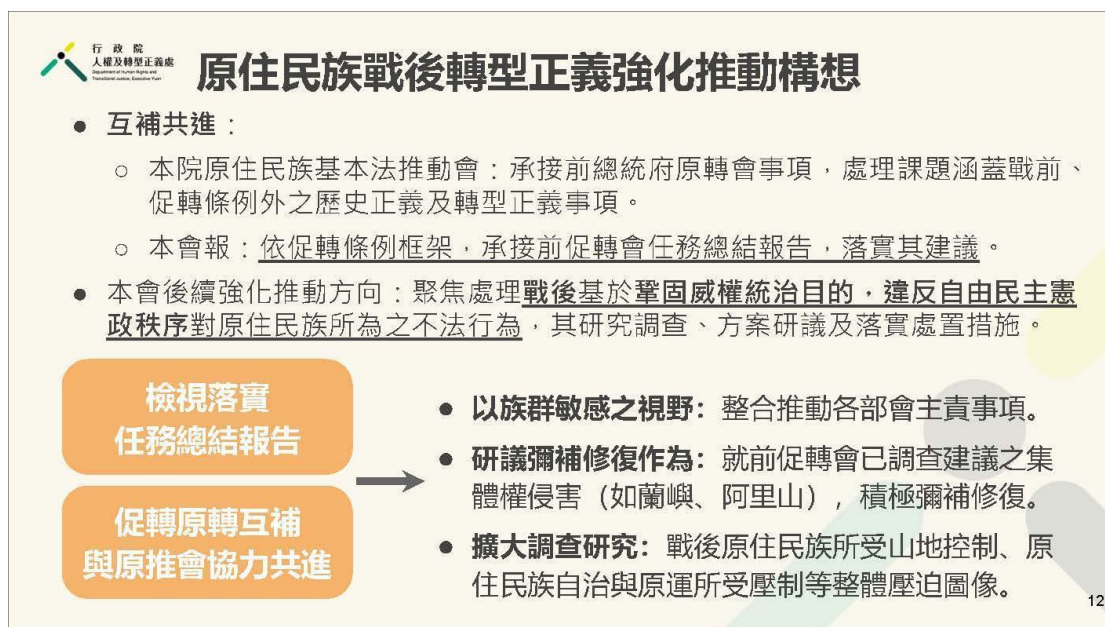 行政院
人權及轉型正義處
Department of Human Rights and
Transitional Justice, Executive Yuan
原住民族戰後轉型正義強化推動構想
● 互補共進：
○ 本院原住民族基本法推動會：承接前總統府原轉會事項，處理課題涵蓋戰前、
促轉條例外之歷史正義及轉型正義事項。
○ 本會報：依促轉條例框架，承接前促轉會任務總結報告，落實其建議。
● 本會後續強化推動方向：聚焦處理戰後基於鞏固威權統治目的，違反自由民主憲
政秩序對原住民族所為之不法行為，其研究調查、方案研議及落實處置措施。
檢視落實
任務總結報告
促轉原轉互補
與原推會協力共進
● 以族群敏感之視野：整合推動各部會主責事項。
● 研議彌補修復作為：就前促轉會已調查建議之集
體權侵害（如蘭嶼、阿里山），積極彌補修復。
● 擴大調查研究：戰後原住民族所受山地控制、原
住民族自治與原運所受壓制等整體壓迫圖像。
12